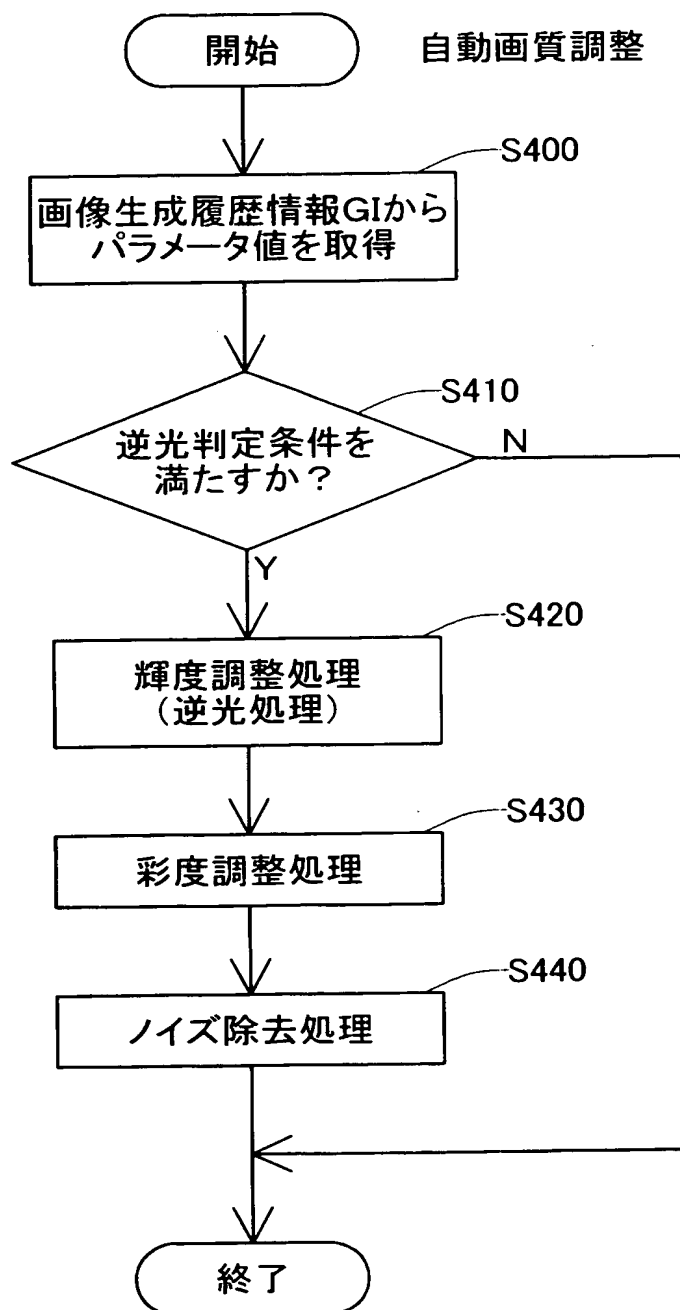 開始
自動画質調整
S400
画像生成履歴情報GIから
パラメータ値を取得
S410
逆光判定条件を
満たすか？
N
Y
S420
輝度調整処理
(逆光処理)
S430
彩度調整処理
S440
ノイズ除去処理
終了